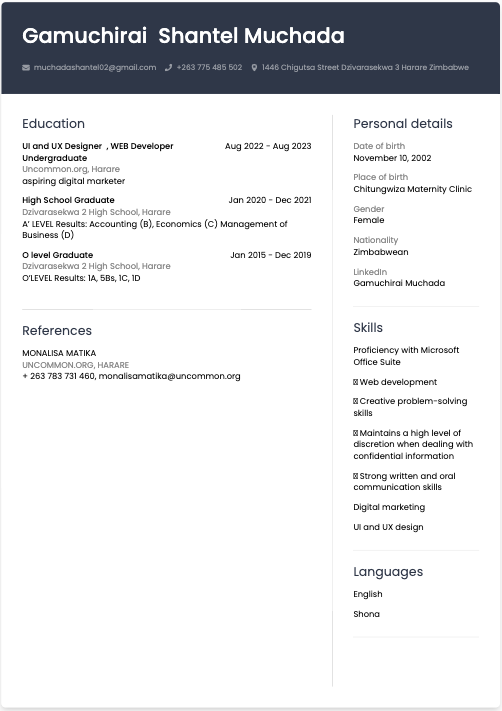 Gamuchirai  Shantel Muchada
muchadashantel02@gmail.com +263 775 485 502 1446 Chigutsa Street Dzivarasekwa 3 Harare Zimbabwe
Education
UI and UX Designer  , WEB Developer Aug 2022 - Aug 2023
Undergraduate
Uncommon.org, Harare
aspiring digital marketer
High School Graduate Jan 2020 - Dec 2021
Dzivarasekwa 2 High School, Harare
A' LEVEL Results: Accounting (B), Economics (C) Management of
Business (D)
O level Graduate Jan 2015 - Dec 2019
Dzivarasekwa 2 High School, Harare
O'LEVEL Results: 1A, 5Bs, 1C, 1D
References
MONALISA MATIKA
UNCOMMON.ORG, HARARE
+ 263 783 731 460, monalisamatika@uncommon.org
Personal details
Date of birth
November 10, 2002
Place of birth
Chitungwiza Maternity Clinic
Gender
Female
Nationality
Zimbabwean
LinkedIn
Gamuchirai Muchada
Skills
Proficiency with Microsoft
Office Suite
Web development
Creative problem-solving
skills
Maintains a high level of
discretion when dealing with
confidential information
Strong written and oral
communication skills
Digital marketing
UI and UX design
Languages
English
Shona